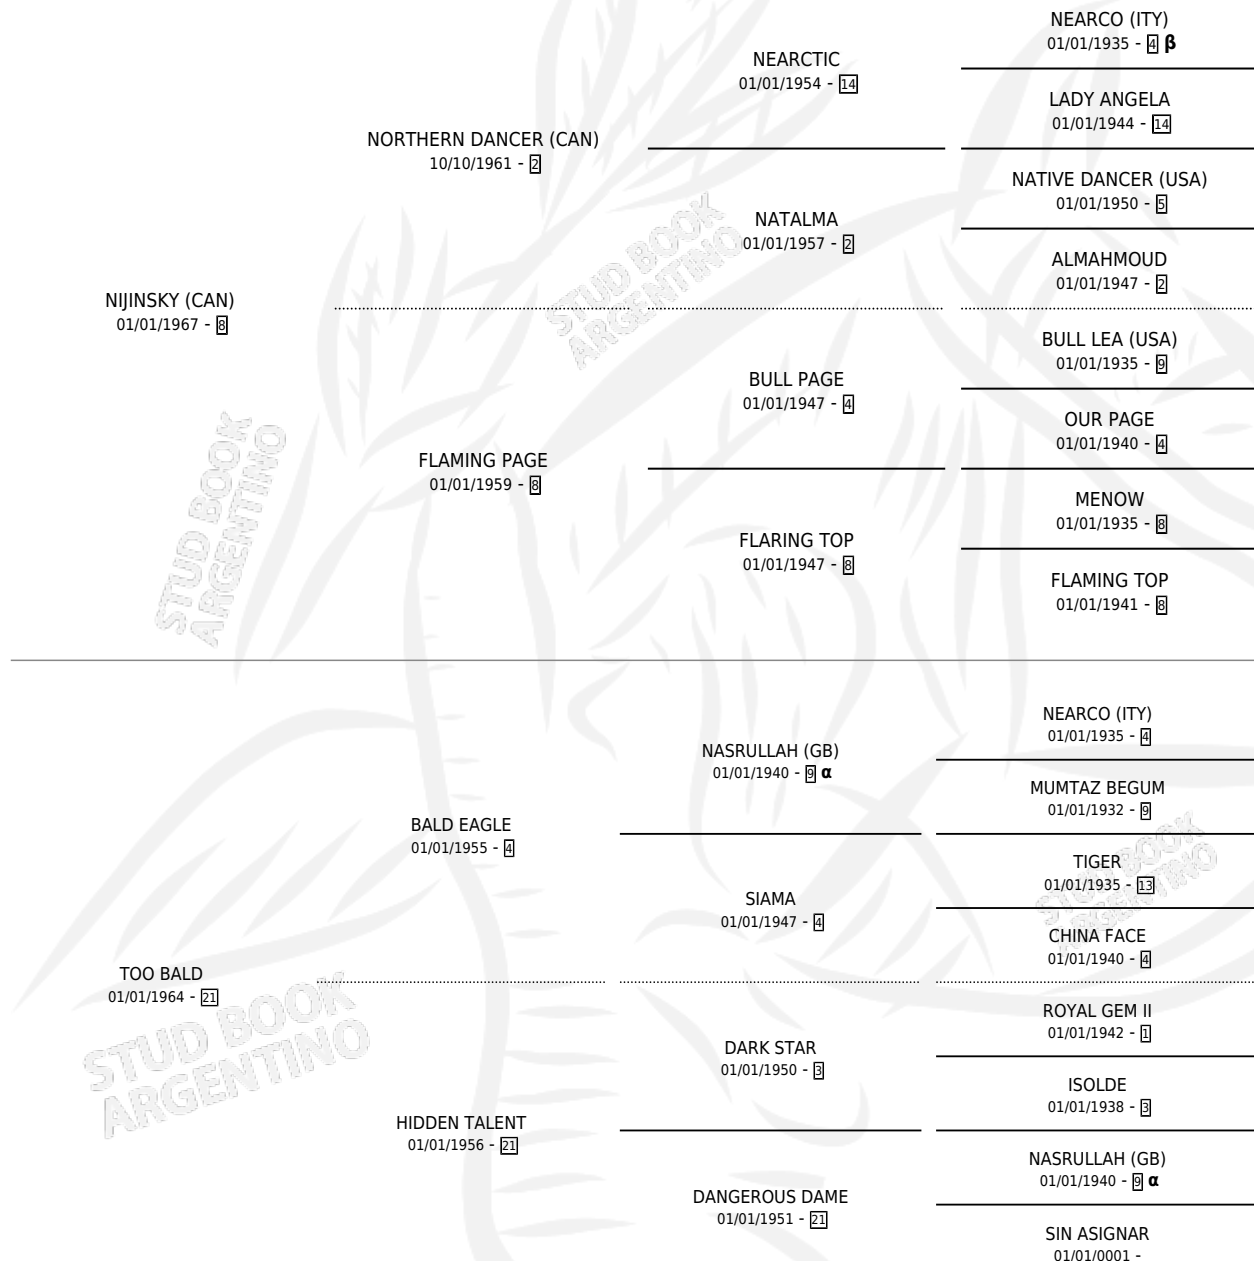 NEARCO (ITY)
01/01/1935 - 4 β
NEARCTIC
01/01/1954 - 14
LADY ANGELA
01/01/1944 - 14
NORTHERN DANCER (CAN)
10/10/1961 - 2
NATIVE DANCER (USA)
01/01/1950 - 5
NATALMA
01/01/1957 - 2
ALMAHMOUD
01/01/1947 - 2
NIJINSKY (CAN)
01/01/1967 - 8
BULL LEA (USA)
01/01/1935 - 9
BULL PAGE
01/01/1947 - 4
OUR PAGE
01/01/1940 - 4
FLAMING PAGE
01/01/1959 - 8
MENOW
01/01/1935 - 8
FLARING TOP
01/01/1947 - 8
FLAMING TOP
01/01/1941 - 8
NEARCO (ITY)
01/01/1935 - 4
NASRULLAH (GB)
01/01/1940 - 9 α
MUMTAZ BEGUM
01/01/1932 - 9
BALD EAGLE
01/01/1955 - 4
TIGER
01/01/1935 - 13
SIAMA
01/01/1947 - 4
CHINA FACE
01/01/1940 - 4
TOO BALD
01/01/1964 - 21
ROYAL GEM II
01/01/1942 - 1
DARK STAR
01/01/1950 - 3
ISOLDE
01/01/1938 - 3
HIDDEN TALENT
01/01/1956 - 21
NASRULLAH (GB)
01/01/1940 - 9 α
DANGEROUS DAME
01/01/1951 - 21
SIN ASIGNAR
01/01/0001 -
STUD BOOK
ARGENTINO
STUD BOOK
ARGENTINO
STUD BOOK
ARGENTINO
STUD BOOK
ARGENTINO